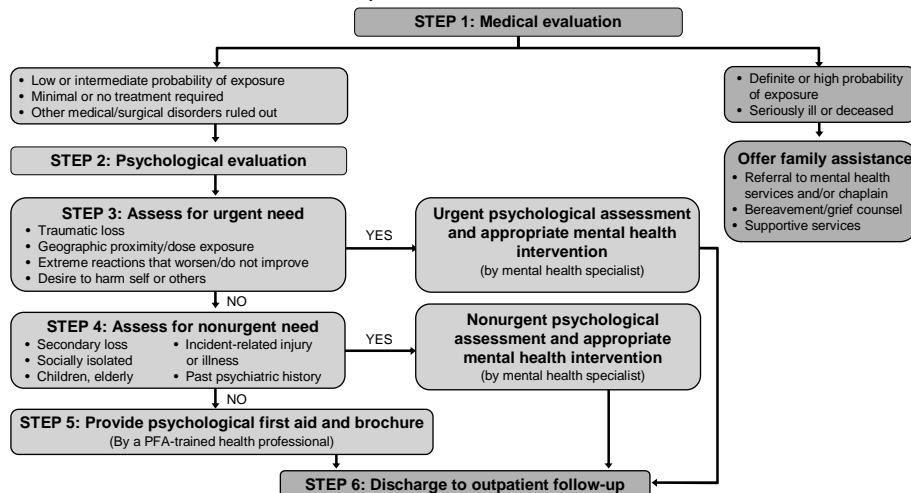 STEP 1: Medical evaluation
• Low or intermediate probability of exposure
• Minimal or no treatment required
• Other medical/surgical disorders ruled out
• Definite or high probability
of exposure
• Seriously ill or deceased
STEP 2: Psychological evaluation
Offer family assistance
• Referral to mental health
services and/or chaplain
• Bereavement/grief counsel
• Supportive services
STEP 3: Assess for urgent need
• Traumatic loss
• Geographic proximity/dose exposure
• Extreme reactions that worsen/do not improve
• Desire to harm self or others
YES
Urgent psychological assessment
and appropriate mental health
intervention
(by mental health specialist)
NO
STEP 4: Assess for nonurgent need
• Secondary loss
• Socially isolated
• Children, elderly
• Incident-related injury
or illness
• Past psychiatric history
YES
Nonurgent psychological
assessment and appropriate
mental health intervention
(by mental health specialist)
NO
STEP 5: Provide psychological first aid and brochure
(By a PFA-trained health professional)
STEP 6: Discharge to outpatient follow-up